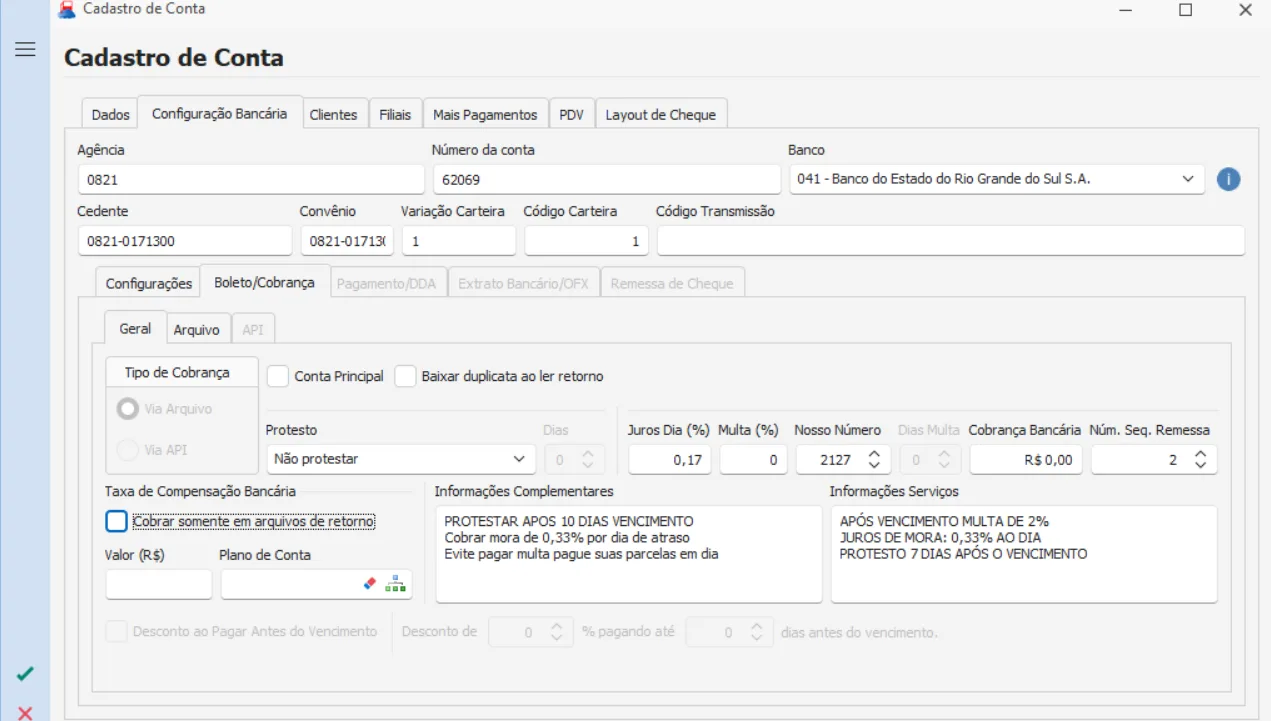 Cadastro de Conta
Cadastro de Conta
Dados Configuração Bancária Clientes Filiais Mais Pagamentos PDV Layout de Cheque
Agência Número da conta Banco
0821 62069 041 - Banco do Estado do Rio Grande do Sul S.A.
Cedente Convênio Variação Carteira Código Carteira Código Transmissão
0821-0171300 0821-01713( 1 1
Configurações Boleto/Cobrança Pagamento/DDA Extrato Bancário/OFX Remessa de Cheque
Geral Arquivo API
Tipo de Cobrança Conta Principal Baixar duplicata ao ler retorno
Via Arquivo
Via API
Protesto Dias Juros Dia (%) Multa (%) Nosso Número Dias Multa Cobrança Bancária Núm. Seq. Remessa
Não protestar 0 0,17 0 2127 0 R$ 0,00 2
Taxa de Compensação Bancária Informações Complementares Informações Serviços
Cobrar somente em arquivos de retorno
PROTESTAR APOS 10 DIAS VENCIMENTO
Cobrar mora de 0,33% por dia de atraso
Evite pagar multa pague suas parcelas em dia
APÓS VENCIMENTO MULTA DE 2%
JUROS DE MORA: 0,33% AO DIA
PROTESTO 7 DIAS APÓS O VENCIMENTO
Valor (R$) Plano de Conta
Desconto ao Pagar Antes do Vencimento Desconto de 0 % pagando até 0 dias antes do vencimento.